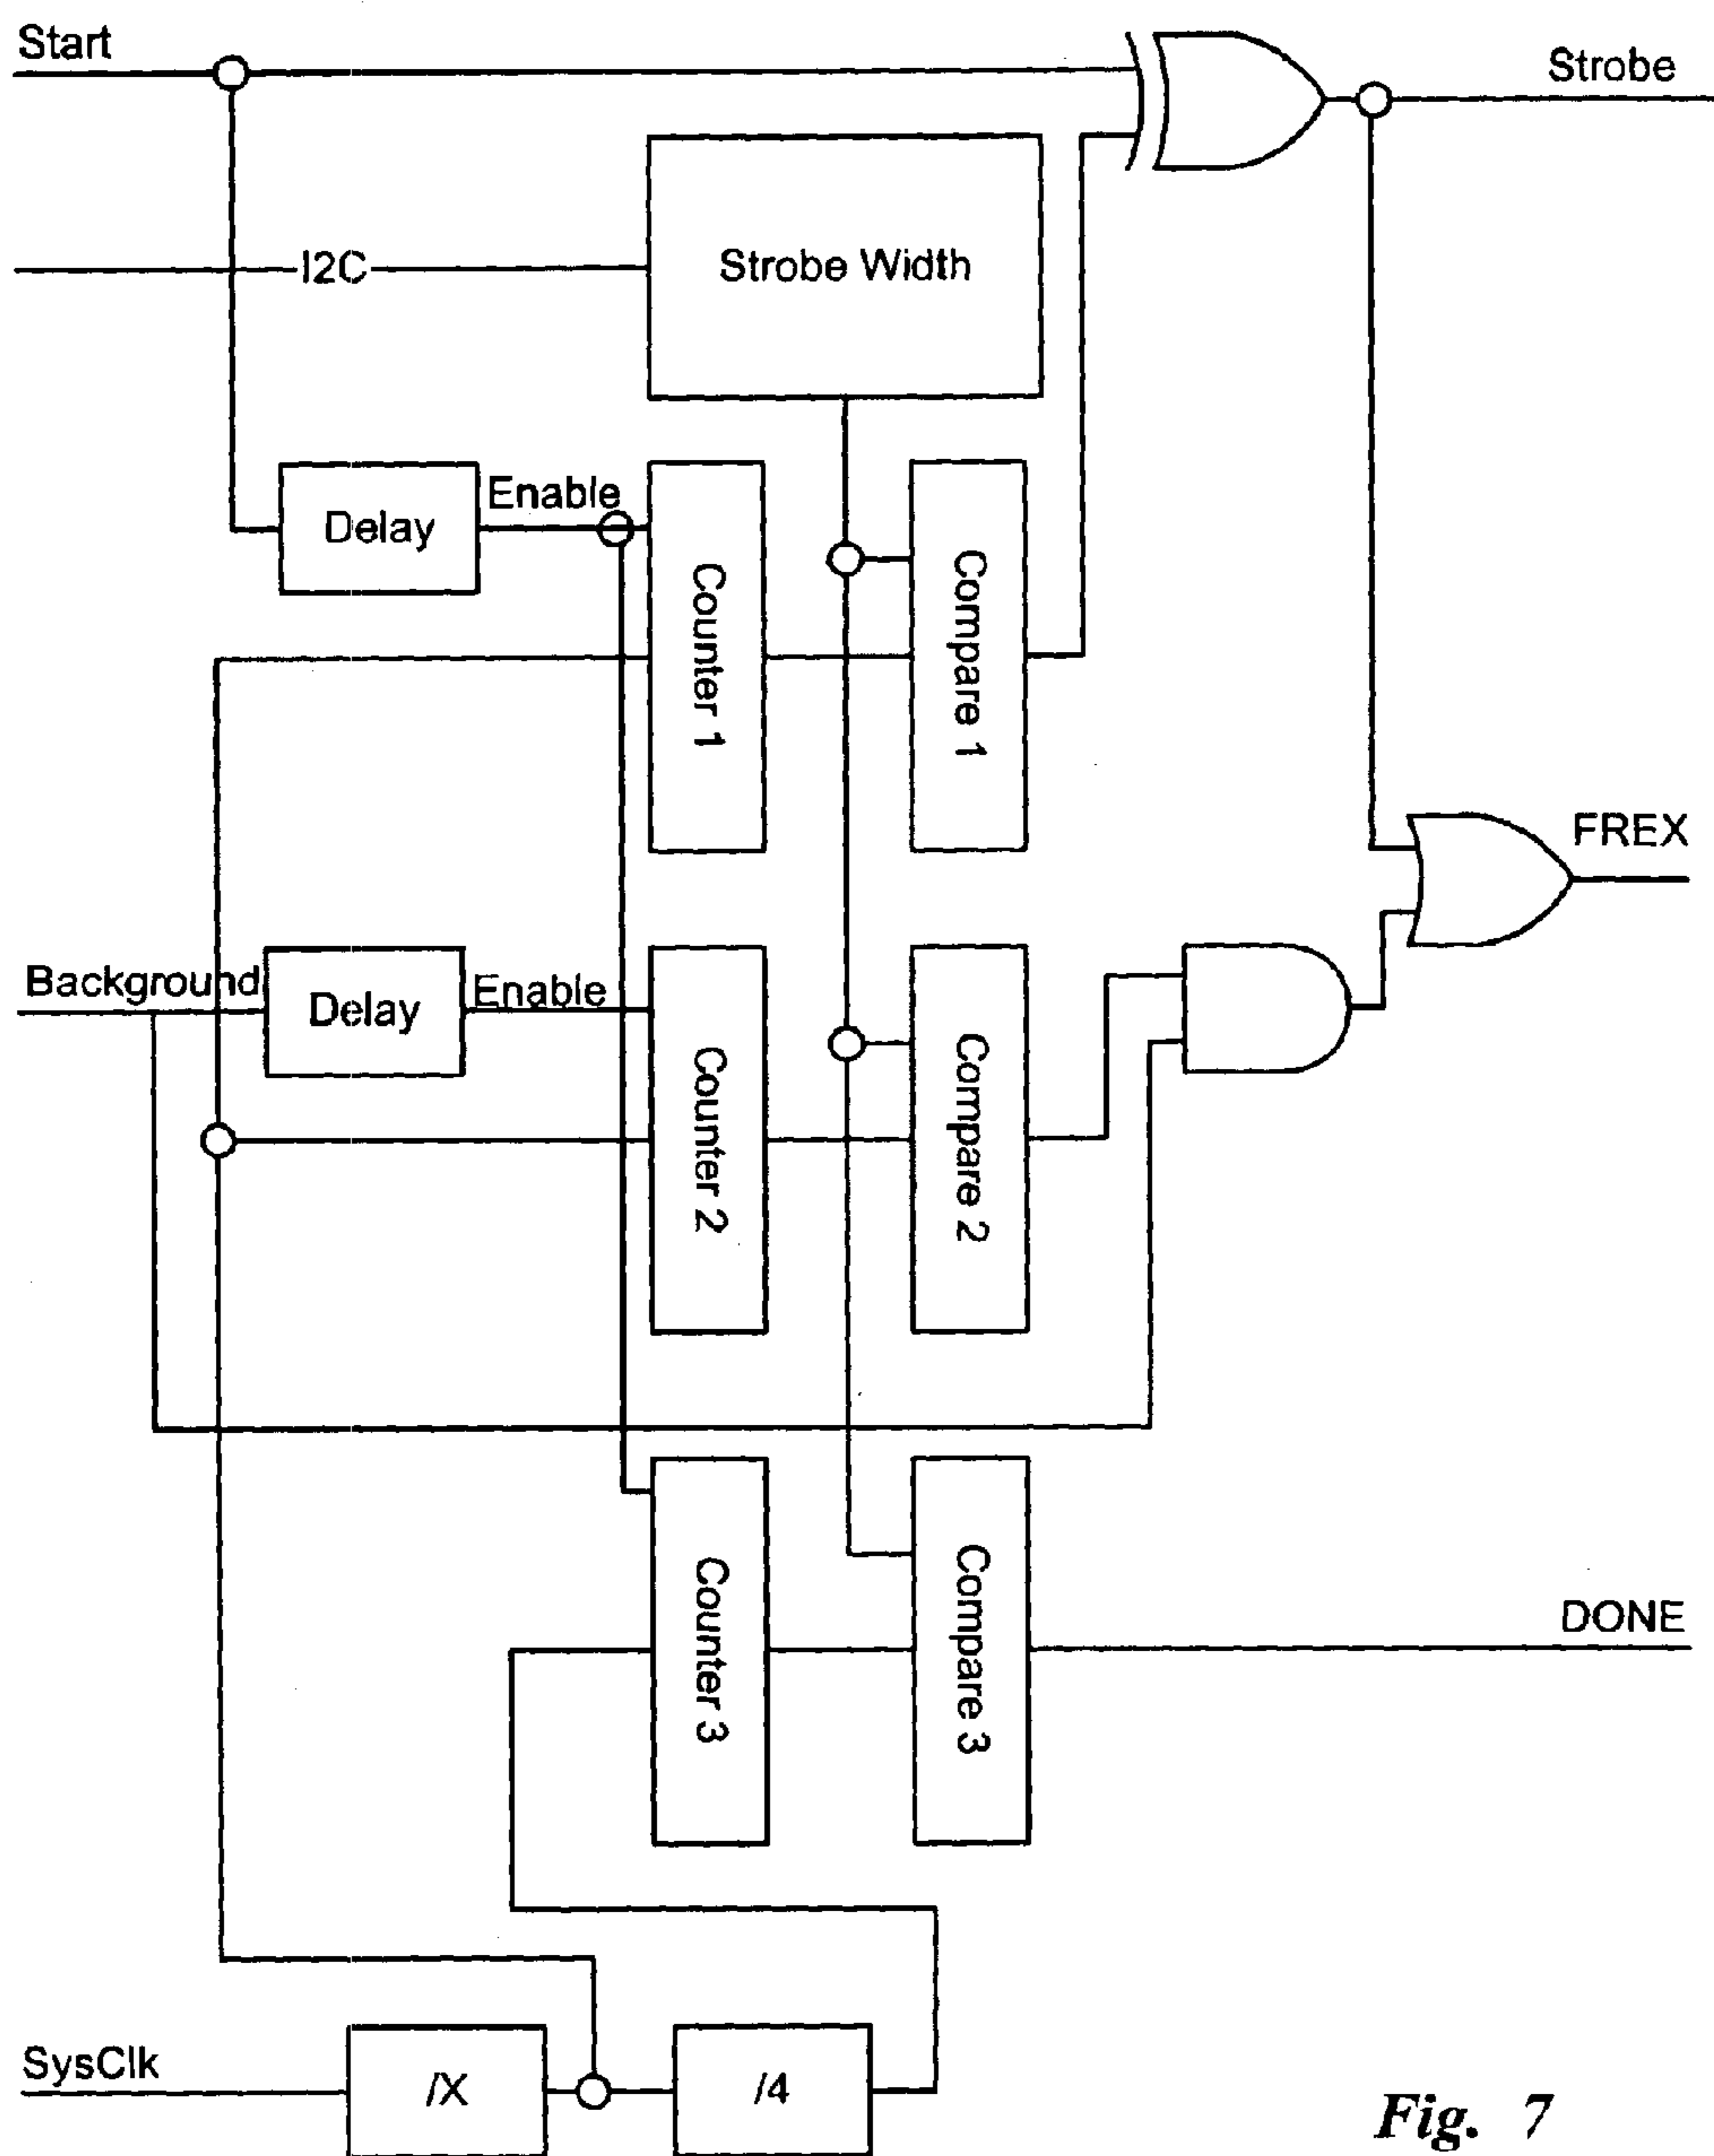 Start
Strobe
I2C
Strobe Width
Delay
Enable
Counter 1
Compare 1
FREX
Background
Delay
Enable
Counter 2
Compare 2
Counter 3
Compare 3
DONE
SysClk
/X
/4
Fig. 7